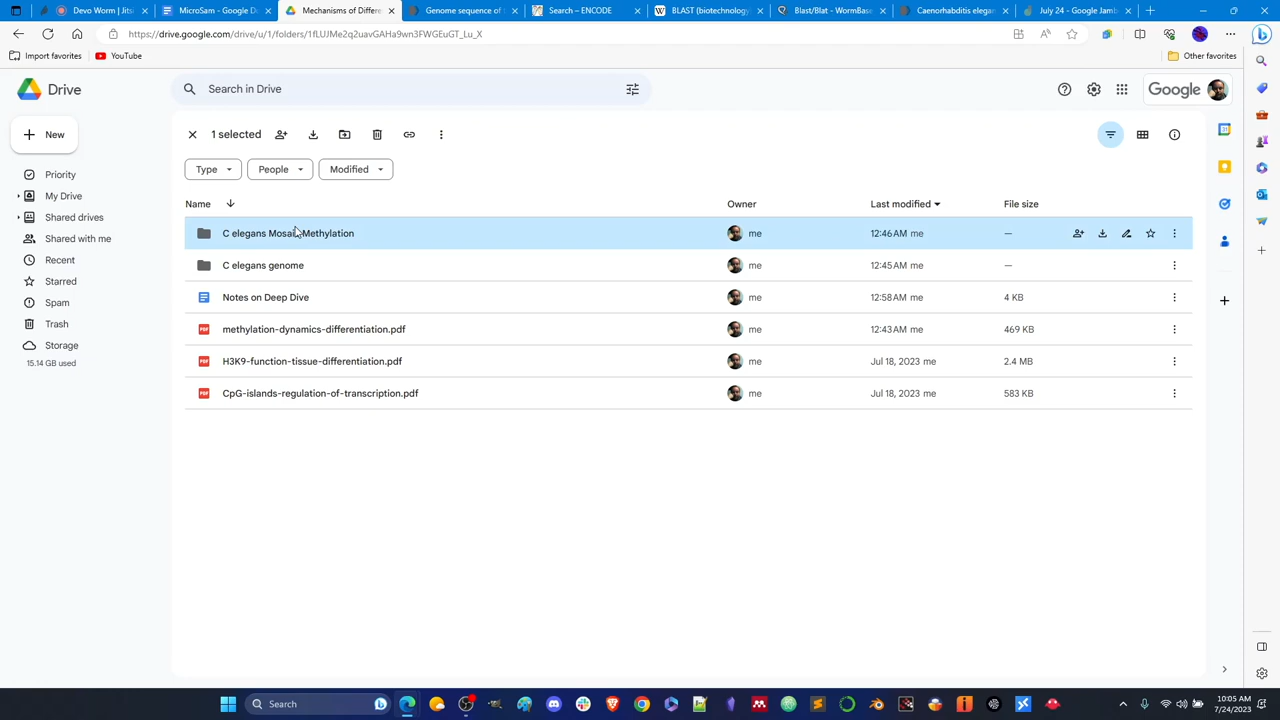 Devo Worm | Jits
MicroSam - Google Do
Mechanisms of Differe
Genome sequence of
Search – ENCODE
BLAST (biotechnology
Blast/Blat - WormBase
Caenorhabditis elegan
July 24 - Google Jamb
https://drive.google.com/drive/u/1/folders/1fLUJMe2q2uavGAHa9wn3FWGEuGT_Lu_X
Import favorites
YouTube
Other favorites
Drive
Search in Drive
Google
New
1 selected
Priority
My Drive
Shared drives
Shared with me
Recent
Starred
Spam
Trash
Storage
15.14 GB used
Type
People
Modified
Name
Owner
Last modified
File size
C elegans Mosaic Methylation
me
12:46 AM me
—
C elegans genome
me
12:45 AM me
—
Notes on Deep Dive
me
12:58 AM me
4 KB
methylation-dynamics-differentiation.pdf
me
12:43 AM me
469 KB
H3K9-function-tissue-differentiation.pdf
me
Jul 18, 2023 me
2.4 MB
CpG-islands-regulation-of-transcription.pdf
me
Jul 18, 2023 me
583 KB
Search
10:05 AM
7/24/2023